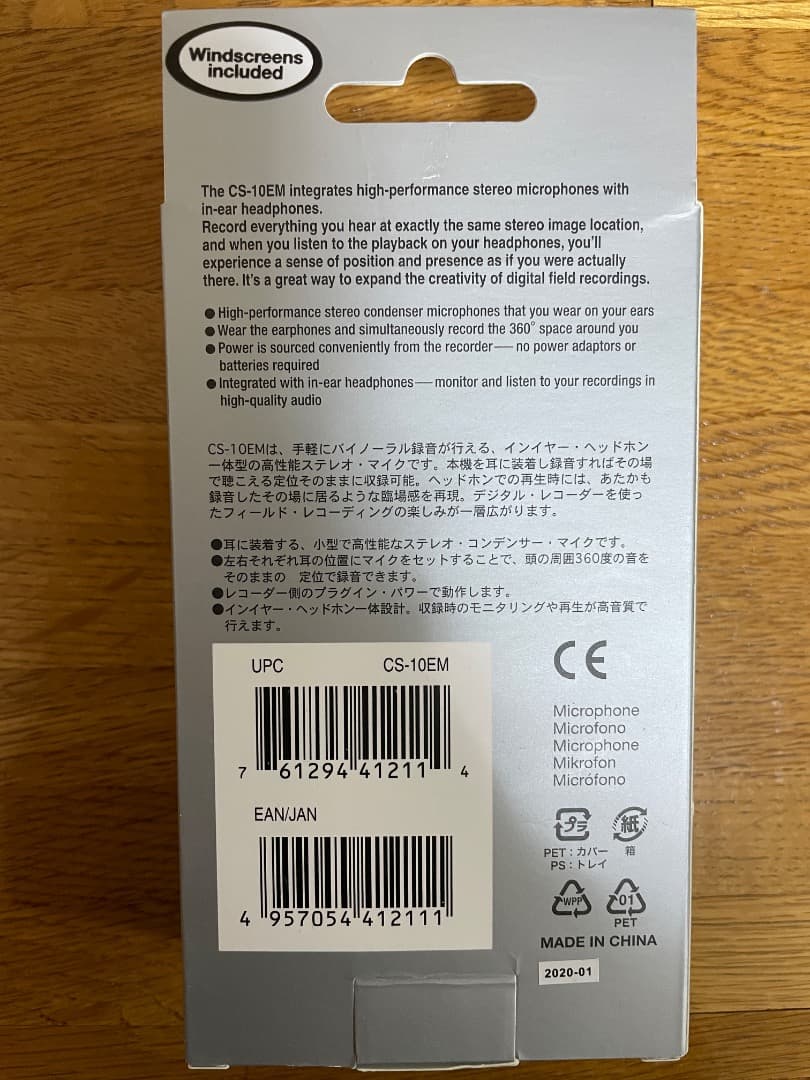 Windscreens
included
The CS-10EM integrates high-performance stereo microphones with
in-ear headphones.
Record everything you hear at exactly the same stereo image location,
and when you listen to the playback on your headphones, you'll
experience a sense of position and presence as if you were actually
there. It's a great way to expand the creativity of digital field recordings.
● High-performance stereo condenser microphones that you wear on your ears
● Wear the earphones and simultaneously record the 360° space around you
● Power is sourced conveniently from the recorder — no power adaptors or
batteries required
● Integrated with in-ear headphones — monitor and listen to your recordings in
high-quality audio
CS-10EMは、手軽にバイノーラル録音が行える、インイヤー・ヘッドホン
一体型の高性能ステレオ・マイクです。本機を耳に装着し録音すればその場
で聴こえる定位そのままに収録可能。ヘッドホンでの再生時には、あたかも
録音したその場に居るような臨場感を再現。デジタル・レコーダーを使っ
たフィールド・レコーディングの楽しみが一層広がります。
●耳に装着する、小型で高性能なステレオ・コンデンサー・マイクです。
●左右それぞれ耳の位置にマイクをセットすることで、頭の周囲360度の音を
そのままの 定位で録音できます。
●レコーダー側のプラグイン・パワーで動作します。
●インイヤー・ヘッドホン一体設計。収録時のモニタリングや再生が高音質で
行えます。
UPC CS-10EM
7 61294 41211 4
EAN/JAN
4 957054 412111
CE
Microphone
Microfono
Microphone
Mikrofon
Micrófono
プラ 紙
PET：カバー 箱
PS：トレイ
WPP 01
PET
MADE IN CHINA
2020-01